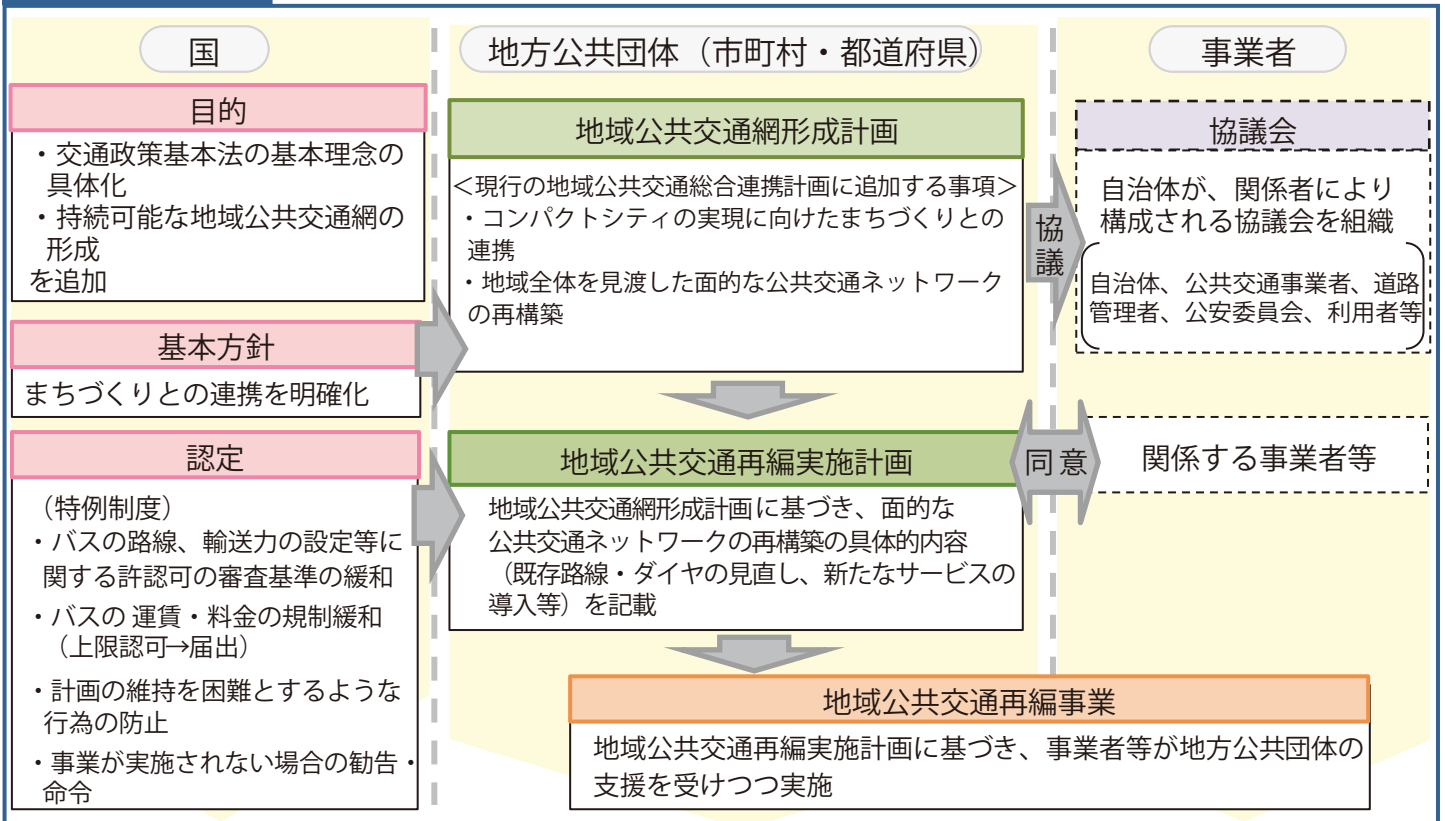 国
目的
・交通政策基本法の基本理念の
具体化
・持続可能な地域公共交通網の
形成
を追加
基本方針
まちづくりとの連携を明確化
認定
（特例制度）
・バスの路線、輸送力の設定等に
関する許認可の審査基準の緩和
・バスの 運賃・料金の規制緩和
（上限認可→届出）
・計画の維持を困難とするような
行為の防止
・事業が実施されない場合の勧告・
命令
地方公共団体（市町村・都道府県）
地域公共交通網形成計画
＜現行の地域公共交通総合連携計画に追加する事項＞
・コンパクトシティの実現に向けたまちづくりとの
連携
・地域全体を見渡した面的な公共交通ネットワーク
の再構築
地域公共交通再編実施計画
地域公共交通網形成計画に基づき、面的な
公共交通ネットワークの再構築の具体的内容
（既存路線・ダイヤの見直し、新たなサービスの
導入等）を記載
協議
同意
事業者
協議会
自治体が、関係者により
構成される協議会を組織
自治体、公共交通事業者、道路
管理者、公安委員会、利用者等
関係する事業者等
地域公共交通再編事業
地域公共交通再編実施計画に基づき、事業者等が地方公共団体の
支援を受けつつ実施